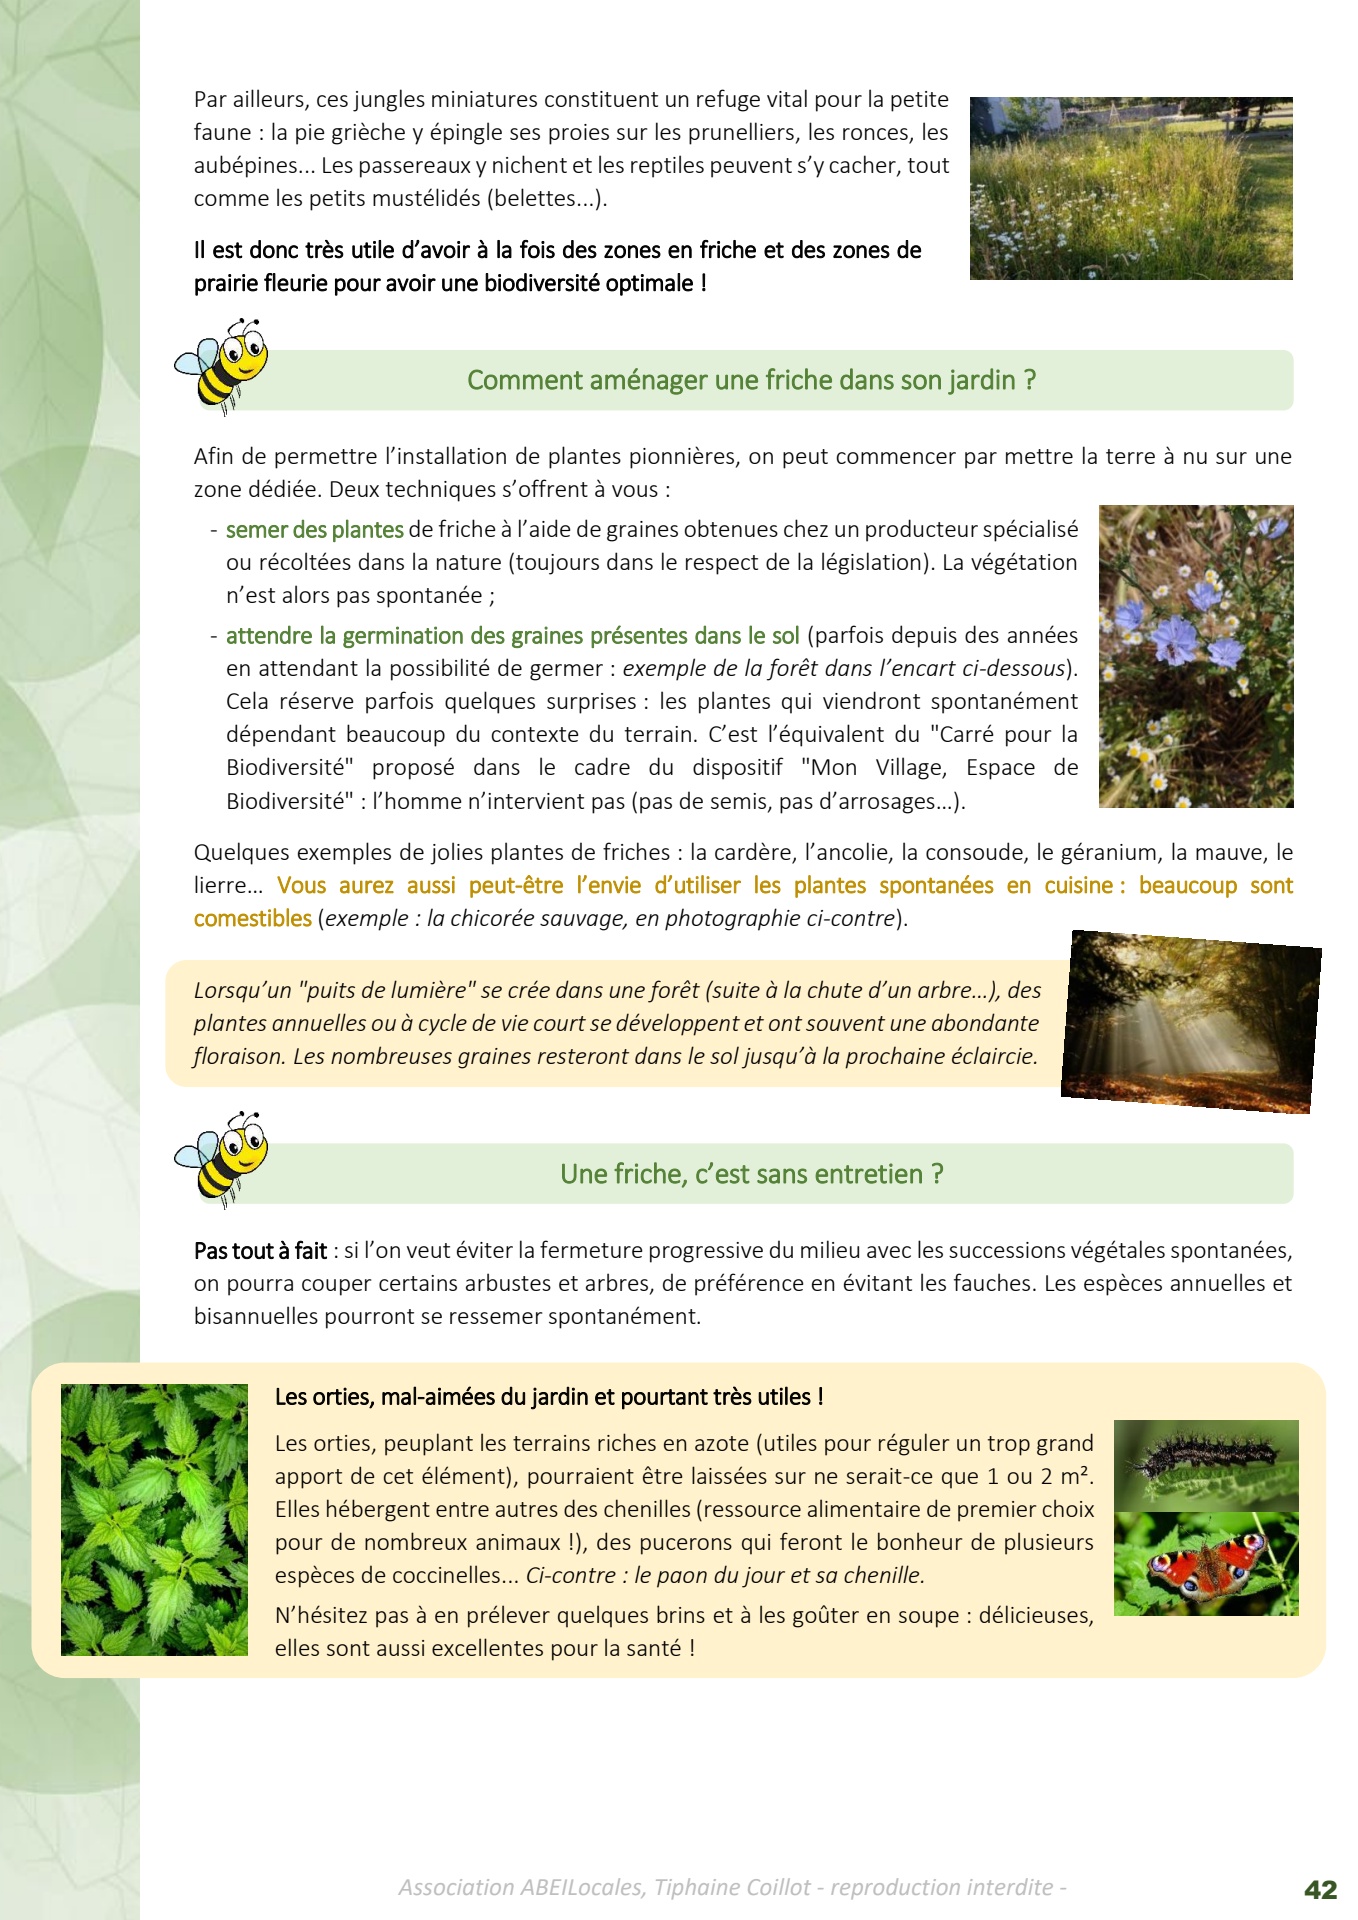 Par ailleurs, ces jungles miniatures constituent un refuge vital pour la petite
faune : la pie grièche y épingle ses proies sur les prunelliers, les ronces, les
aubépines... Les passereaux y nichent et les reptiles peuvent s’y cacher, tout
comme les petits mustélidés (belettes...).
Il est donc très utile d’avoir à la fois des zones en friche et des zones de
prairie fleurie pour avoir une biodiversité optimale !
Comment aménager une friche dans son jardin ?
Afin de permettre l’installation de plantes pionnières, on peut commencer par mettre la terre à nu sur une
zone dédiée. Deux techniques s’offrent à vous :
- semer des plantes de friche à l’aide de graines obtenues chez un producteur spécialisé
ou récoltées dans la nature (toujours dans le respect de la législation). La végétation
n’est alors pas spontanée ;
- attendre la germination des graines présentes dans le sol (parfois depuis des années
en attendant la possibilité de germer : exemple de la forêt dans l’encart ci-dessous).
Cela réserve parfois quelques surprises : les plantes qui viendront spontanément
dépendant beaucoup du contexte du terrain. C’est l’équivalent du "Carré pour la
Biodiversité" proposé dans le cadre du dispositif "Mon Village, Espace de
Biodiversité" : l’homme n’intervient pas (pas de semis, pas d’arrosages…).
Quelques exemples de jolies plantes de friches : la cardère, l’ancolie, la consoude, le géranium, la mauve, le
lierre… Vous aurez aussi peut-être l’envie d’utiliser les plantes spontanées en cuisine : beaucoup sont
comestibles (exemple : la chicorée sauvage, en photographie ci-contre).
Lorsqu’un "puits de lumière" se crée dans une forêt (suite à la chute d’un arbre…), des
plantes annuelles ou à cycle de vie court se développent et ont souvent une abondante
floraison. Les nombreuses graines resteront dans le sol jusqu’à la prochaine éclaircie.
Une friche, c’est sans entretien ?
Pas tout à fait : si l’on veut éviter la fermeture progressive du milieu avec les successions végétales spontanées,
on pourra couper certains arbustes et arbres, de préférence en évitant les fauches. Les espèces annuelles et
bisannuelles pourront se ressemer spontanément.
Les orties, mal-aimées du jardin et pourtant très utiles !
Les orties, peuplant les terrains riches en azote (utiles pour réguler un trop grand
apport de cet élément), pourraient être laissées sur ne serait-ce que 1 ou 2 m².
Elles hébergent entre autres des chenilles (ressource alimentaire de premier choix
pour de nombreux animaux !), des pucerons qui feront le bonheur de plusieurs
espèces de coccinelles... Ci-contre : le paon du jour et sa chenille.
N’hésitez pas à en prélever quelques brins et à les goûter en soupe : délicieuses,
elles sont aussi excellentes pour la santé !
Association ABEILocales, Tiphaine Coillot - reproduction interdite -
42